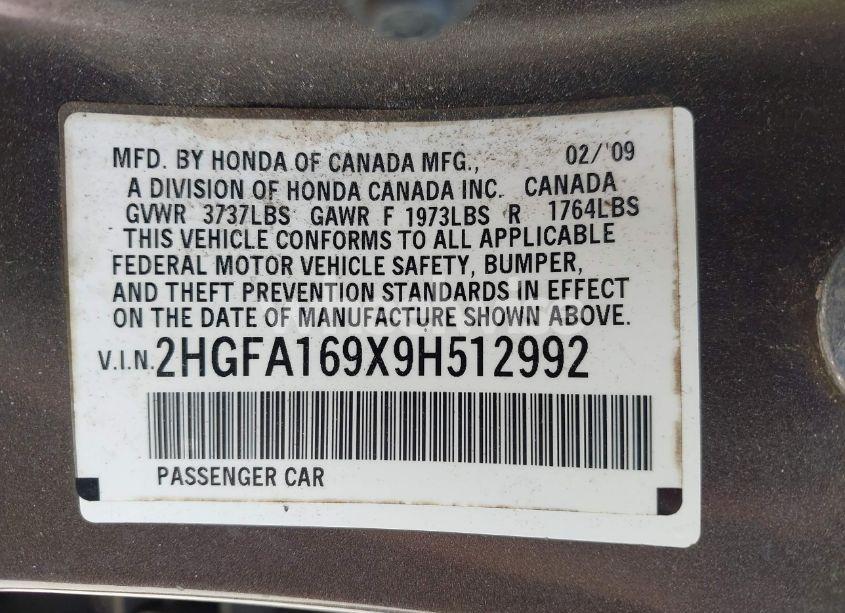 MFD. BY HONDA OF CANADA MFG., 02/'09
A DIVISION OF HONDA CANADA INC. CANADA
GVWR 3737LBS GAWR F 1973LBS R 1764LBS
THIS VEHICLE CONFORMS TO ALL APPLICABLE
FEDERAL MOTOR VEHICLE SAFETY, BUMPER,
AND THEFT PREVENTION STANDARDS IN EFFECT
ON THE DATE OF MANUFACTURE SHOWN ABOVE.
V.I.N. 2HGFA169X9H512992
PASSENGER CAR